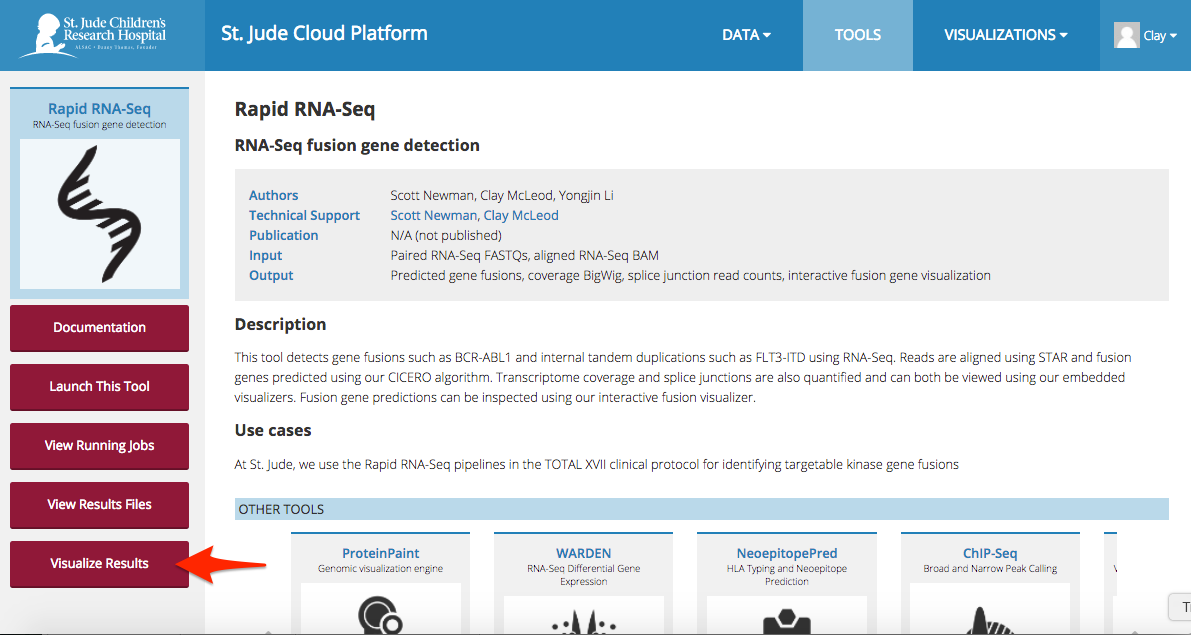 St. Jude Children's
Research Hospital
ALSAC • Danny Thomas, Founder
St. Jude Cloud Platform
DATA
TOOLS
VISUALIZATIONS
Clay
Rapid RNA-Seq
RNA-Seq fusion gene detection
Documentation
Launch This Tool
View Running Jobs
View Results Files
Visualize Results
Rapid RNA-Seq
RNA-Seq fusion gene detection
Authors Scott Newman, Clay McLeod, Yongjin Li
Technical Support Scott Newman, Clay McLeod
Publication N/A (not published)
Input Paired RNA-Seq FASTQs, aligned RNA-Seq BAM
Output Predicted gene fusions, coverage BigWig, splice junction read counts, interactive fusion gene visualization
Description
This tool detects gene fusions such as BCR-ABL1 and internal tandem duplications such as FLT3-ITD using RNA-Seq. Reads are aligned using STAR and fusion
genes predicted using our CICERO algorithm. Transcriptome coverage and splice junctions are also quantified and can both be viewed using our embedded
visualizers. Fusion gene predictions can be inspected using our interactive fusion visualizer.
Use cases
At St. Jude, we use the Rapid RNA-Seq pipelines in the TOTAL XVII clinical protocol for identifying targetable kinase gene fusions
OTHER TOOLS
ProteinPaint
Genomic visualization engine
WARDEN
RNA-Seq Differential Gene
Expression
NeoepitopePred
HLA Typing and Neoepitope
Prediction
ChIP-Seq
Broad and Narrow Peak Calling